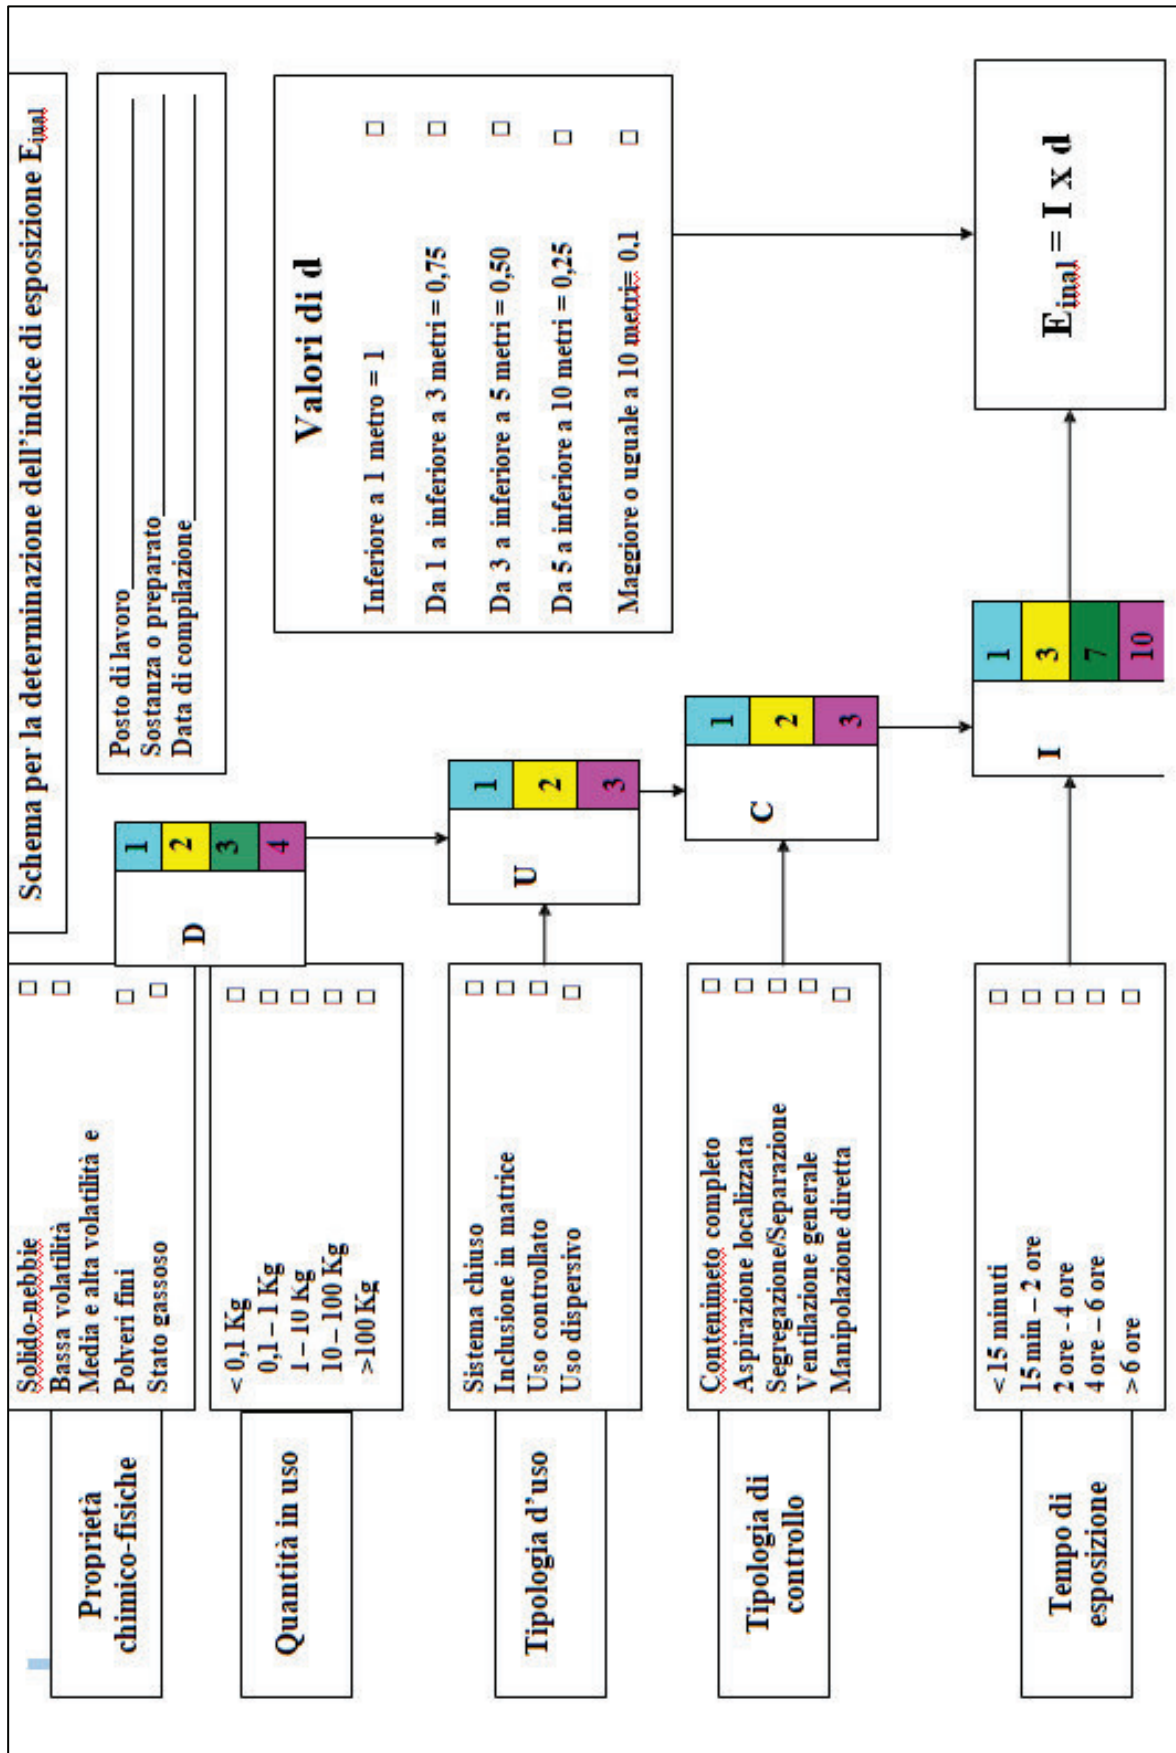 Schema per la determinazione dell'indice di esposizione Einal
Posto di lavoro
Sostanza o preparato
Data di compilazione
Proprietà
chimico-fisiche
Solido-nebbie
Bassa volatilità
Media e alta volatilità e
Polveri fini
Stato gassoso
D
1
2
3
4
Quantità in uso
< 0,1 Kg
0,1 – 1 Kg
1 – 10 Kg
10 – 100 Kg
>100 Kg
Valori di d
Inferiore a 1 metro = 1
Da 1 a inferiore a 3 metri = 0,75
Da 3 a inferiore a 5 metri = 0,50
Da 5 a inferiore a 10 metri = 0,25
Maggiore o uguale a 10 metri= 0,1
Tipologia d'uso
Sistema chiuso
Inclusione in matrice
Uso controllato
Uso dispersivo
U
1
2
3
Tipologia di
controllo
Contenimeto completo
Aspirazione localizzata
Segregazione/Separazione
Ventilazione generale
Manipolazione diretta
C
1
2
3
Tempo di
esposizione
< 15 minuti
15 min – 2 ore
2 ore - 4 ore
4 ore – 6 ore
> 6 ore
I
1
3
7
10
Einal = I x d